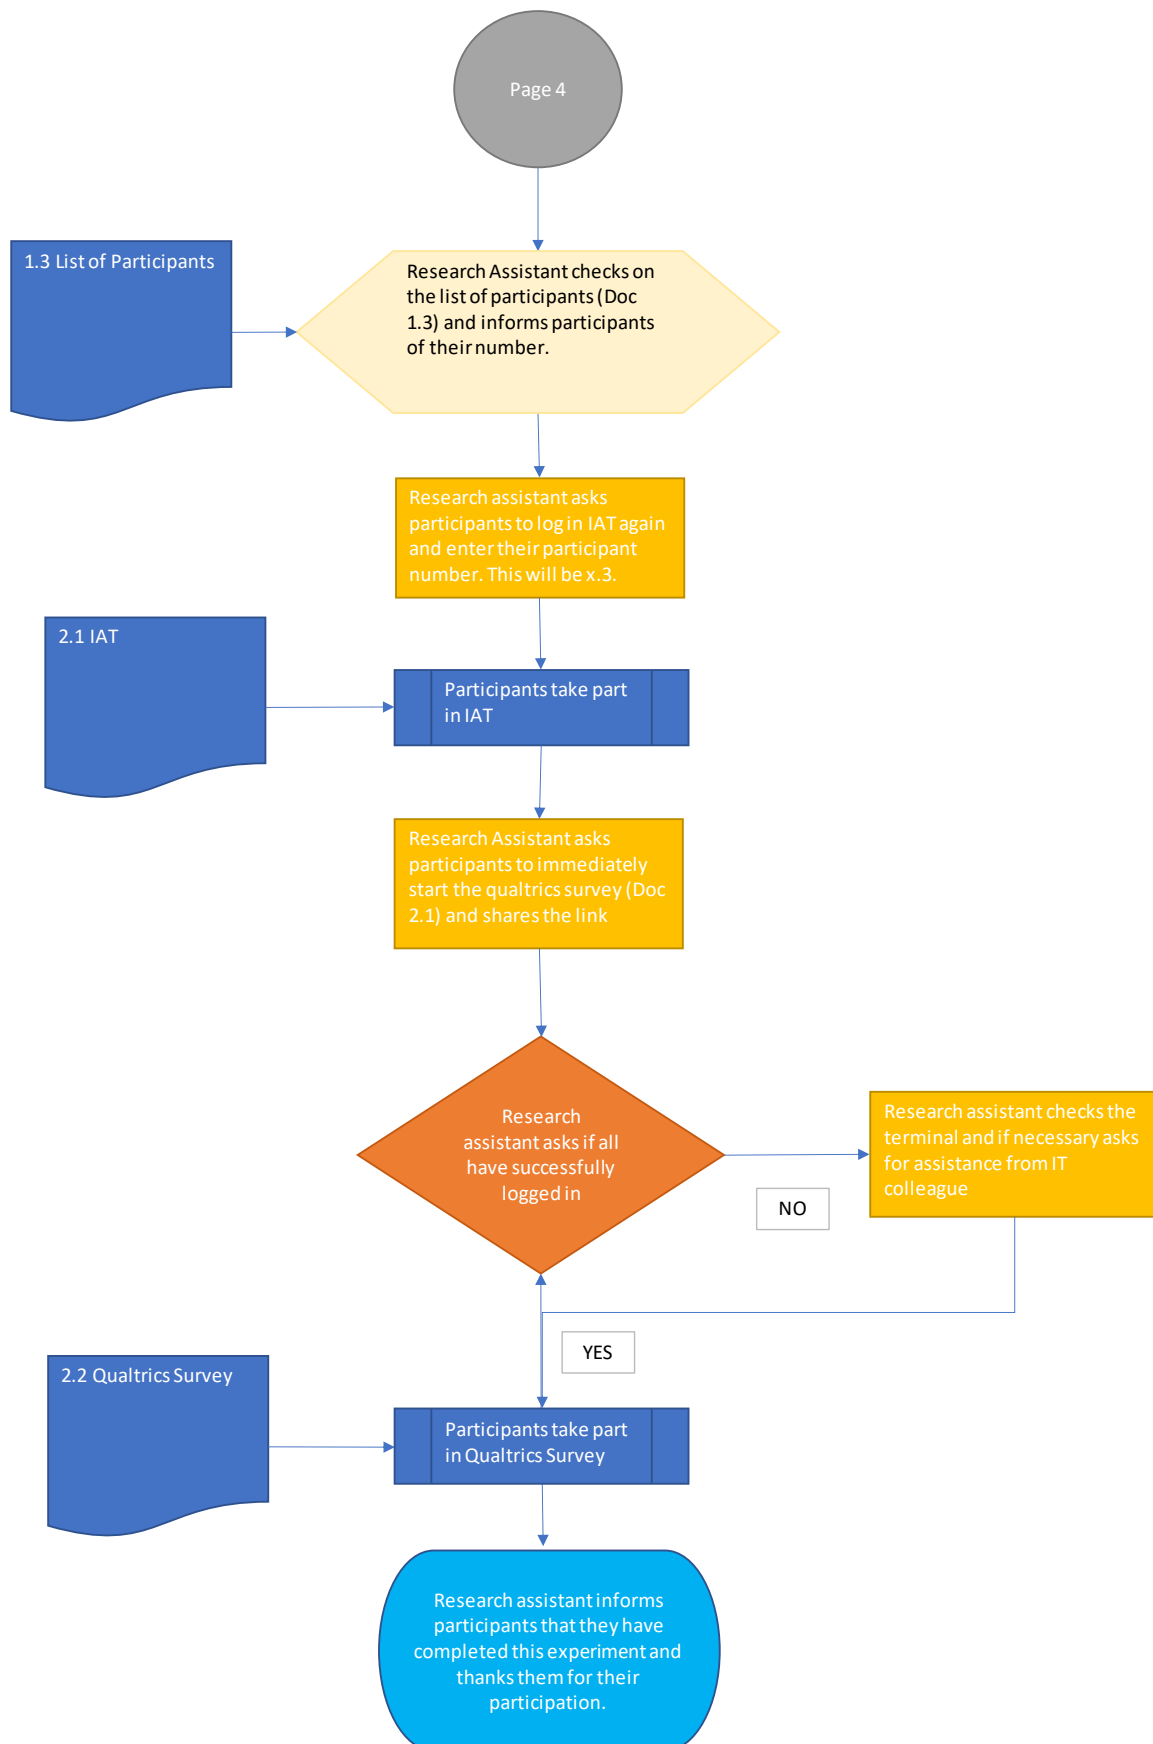 Page 4
1.3 List of Participants
Research Assistant checks on
the list of participants (Doc
1.3) and informs participants
of their number.
Research assistant asks
participants to log in IAT again
and enter their participant
number. This will be x.3.
2.1 IAT
Participants take part
in IAT
Research Assistant asks
participants to immediately
start the qualtrics survey (Doc
2.1) and shares the link
Research
assistant asks if all
have successfully
logged in
Research assistant checks the
terminal and if necessary asks
for assistance from IT
colleague
NO
YES
2.2 Qualtrics Survey
Participants take part
in Qualtrics Survey
Research assistant informs
participants that they have
completed this experiment and
thanks them for their
participation.